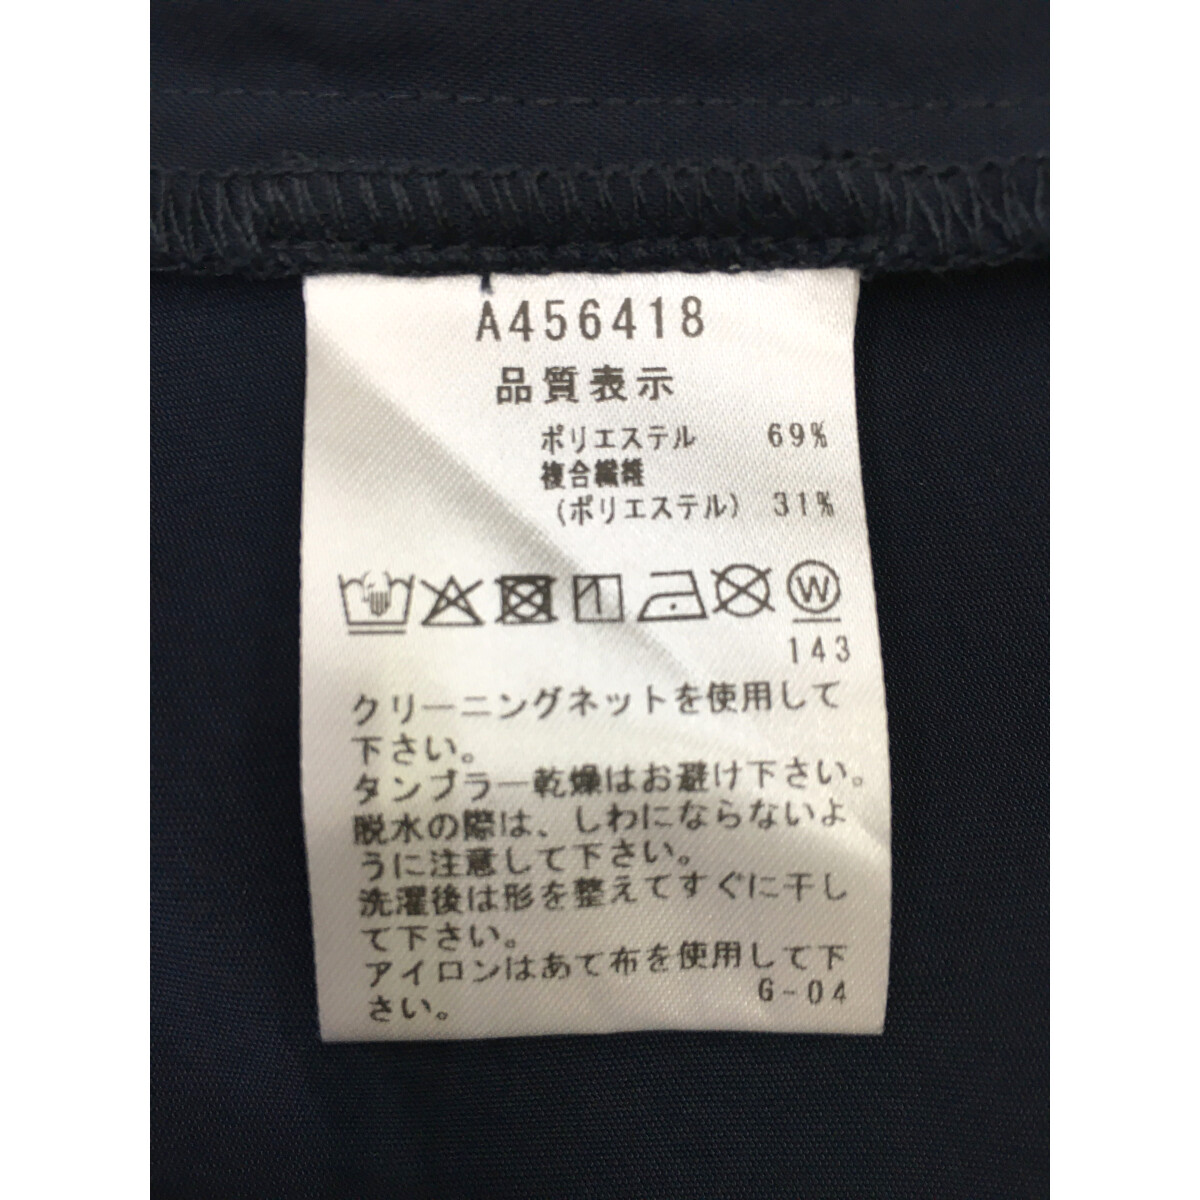 A456418
品質表示
ポリエステル 69%
複合繊維
(ポリエステル) 31%
W
143
クリーニングネットを使用して
下さい。
タンブラー乾燥はお避け下さい。
脱水の際は、しわにならないよ
うに注意して下さい。
洗濯後は形を整えてすぐに干し
て下さい。
アイロンはあて布を使用して下
さい。
G-04